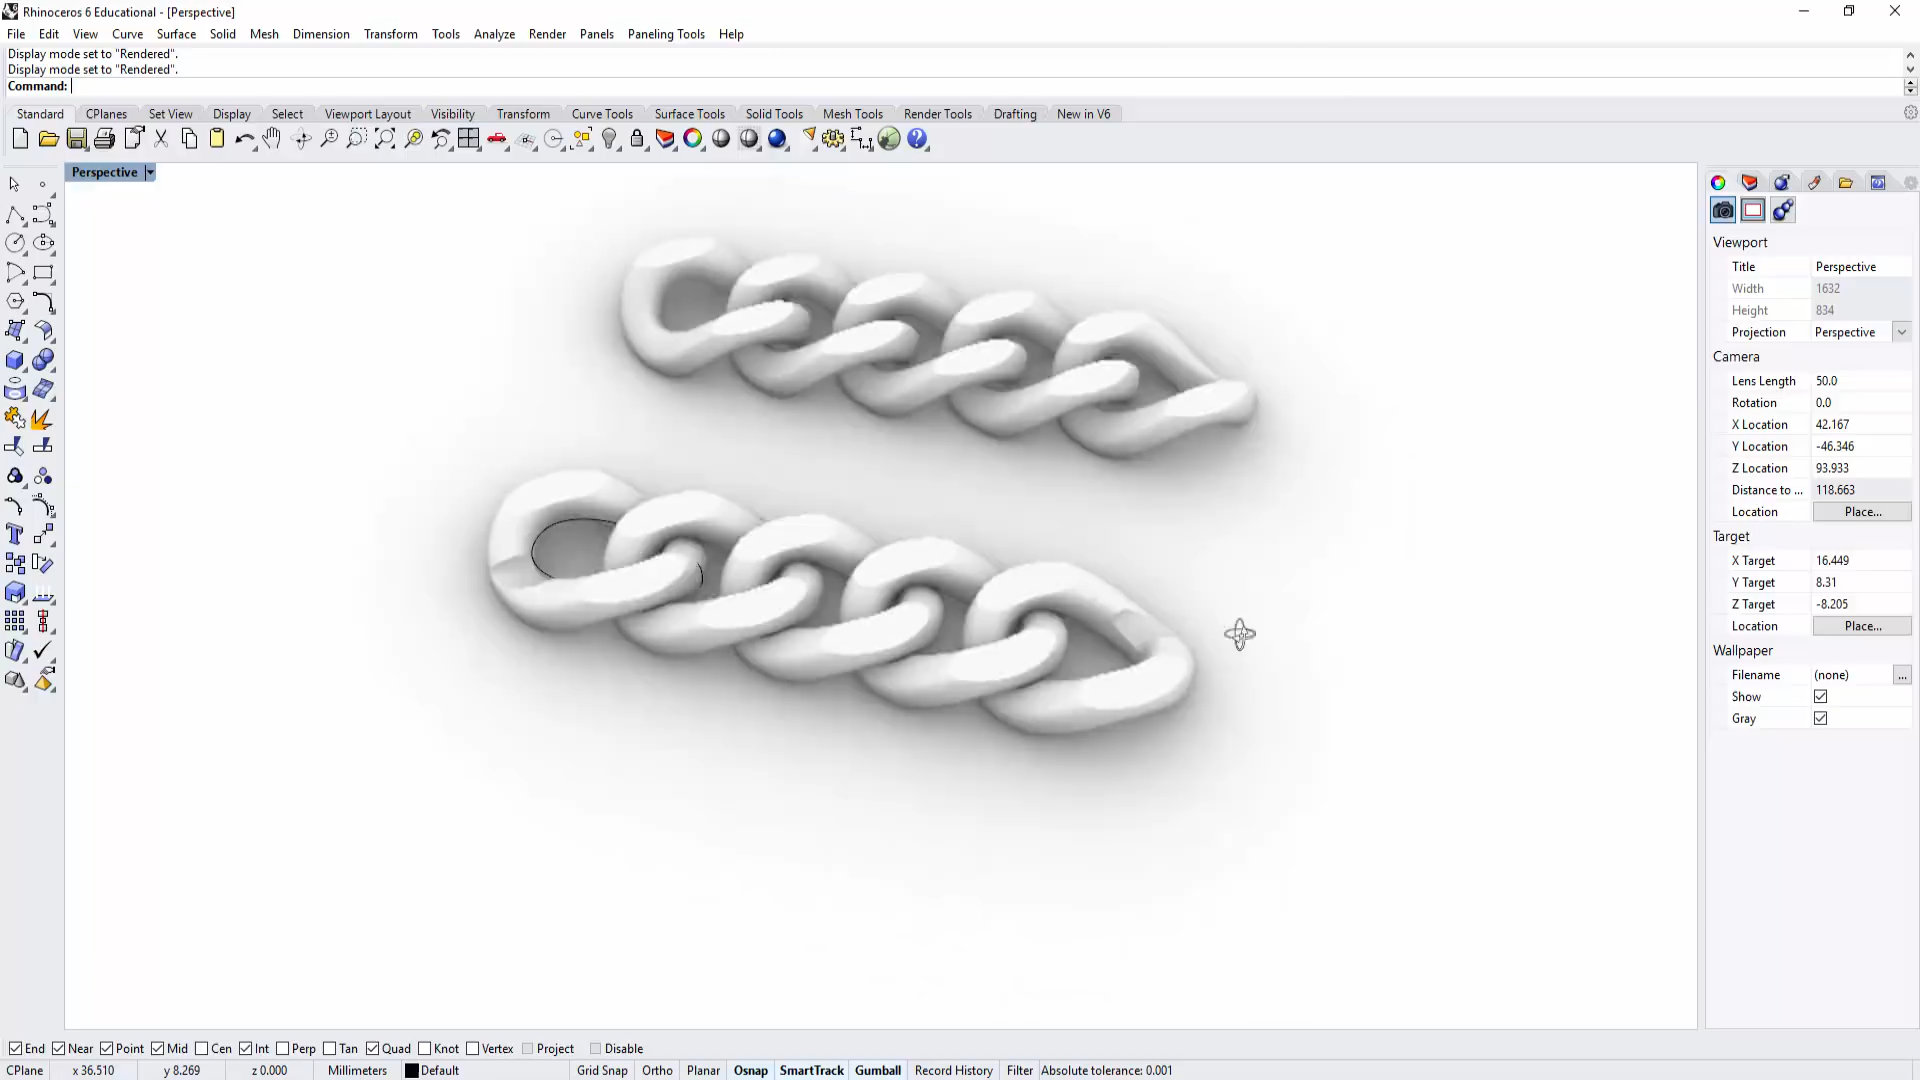 Rhinoceros 6 Educational - [Perspective]
File Edit View Curve Surface Solid Mesh Dimension Transform Tools Analyze Render Panels Paneling Tools Help
Display mode set to "Rendered".
Display mode set to "Rendered".
Command:
Standard CPlanes Set View Display Select Viewport Layout Visibility Transform Curve Tools Surface Tools Solid Tools Mesh Tools Render Tools Drafting New in V6
Perspective
Viewport
Title Perspective
Width 1632
Height 834
Projection Perspective
Camera
Lens Length 50.0
Rotation 0.0
X Location 42.167
Y Location -46.346
Z Location 93.933
Distance to ... 118.663
Location Place...
Target
X Target 16.449
Y Target 8.31
Z Target -8.205
Location Place...
Wallpaper
Filename (none) ...
Show
Gray
End Near Point Mid Cen Int Perp Tan Quad Knot Vertex Project Disable
CPlane x 36.510 y 8.269 z 0.000 Millimeters Default Grid Snap Ortho Planar Osnap SmartTrack Gumball Record History Filter Absolute tolerance: 0.001